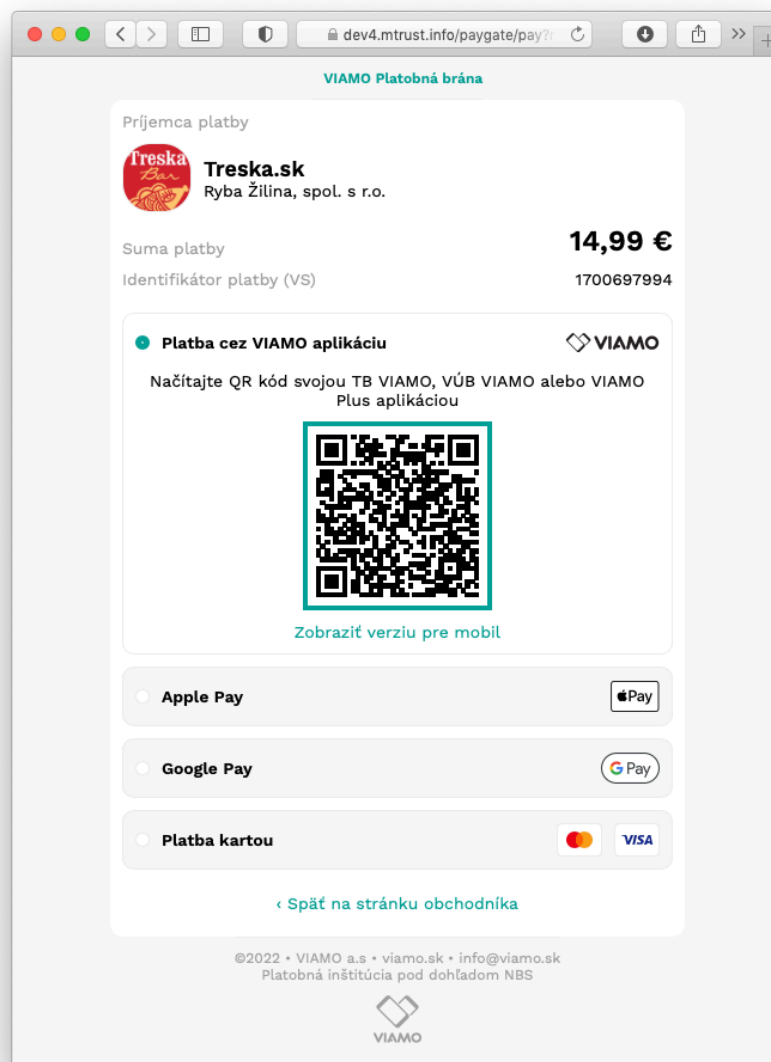 dev4.mtrust.info/paygate/pay?
VIAMO Platobná brána
Príjemca platby
Treska
Bar
Treska.sk
Ryba Žilina, spol. s r.o.
Suma platby
14,99 €
Identifikátor platby (VS)
1700697994
Platba cez VIAMO aplikáciu
VIAMO
Načítajte QR kód svojou TB VIAMO, VÚB VIAMO alebo VIAMO
Plus aplikáciou
Zobraziť verziu pre mobil
Apple Pay
Pay
Google Pay
G Pay
Platba kartou
VISA
‹ Späť na stránku obchodníka
©2022 • VIAMO a.s • viamo.sk • info@viamo.sk
Platobná inštitúcia pod dohľadom NBS
VIAMO